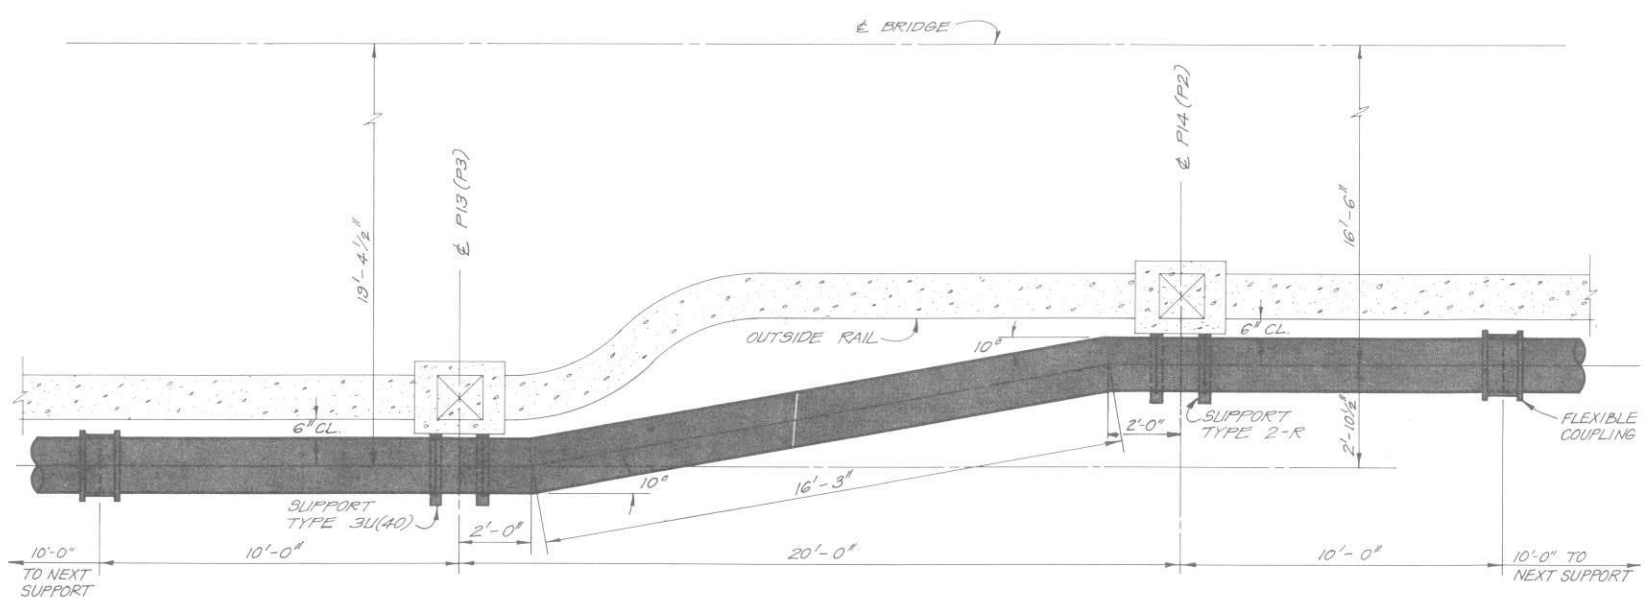 ℄ BRIDGE
℄ P13 (P3)
℄ P14 (P2)
19'-4½"
16'-6"
OUTSIDE RAIL
10°
6" CL.
6" CL.
2'-0"
SUPPORT
TYPE 2-R
2'-10½"
FLEXIBLE
COUPLING
10°
16'-3"
SUPPORT
TYPE 3U(40)
2'-0"
10'-0"
TO NEXT
SUPPORT
10'-0"
20'-0"
10'-0"
10'-0" TO
NEXT SUPPORT